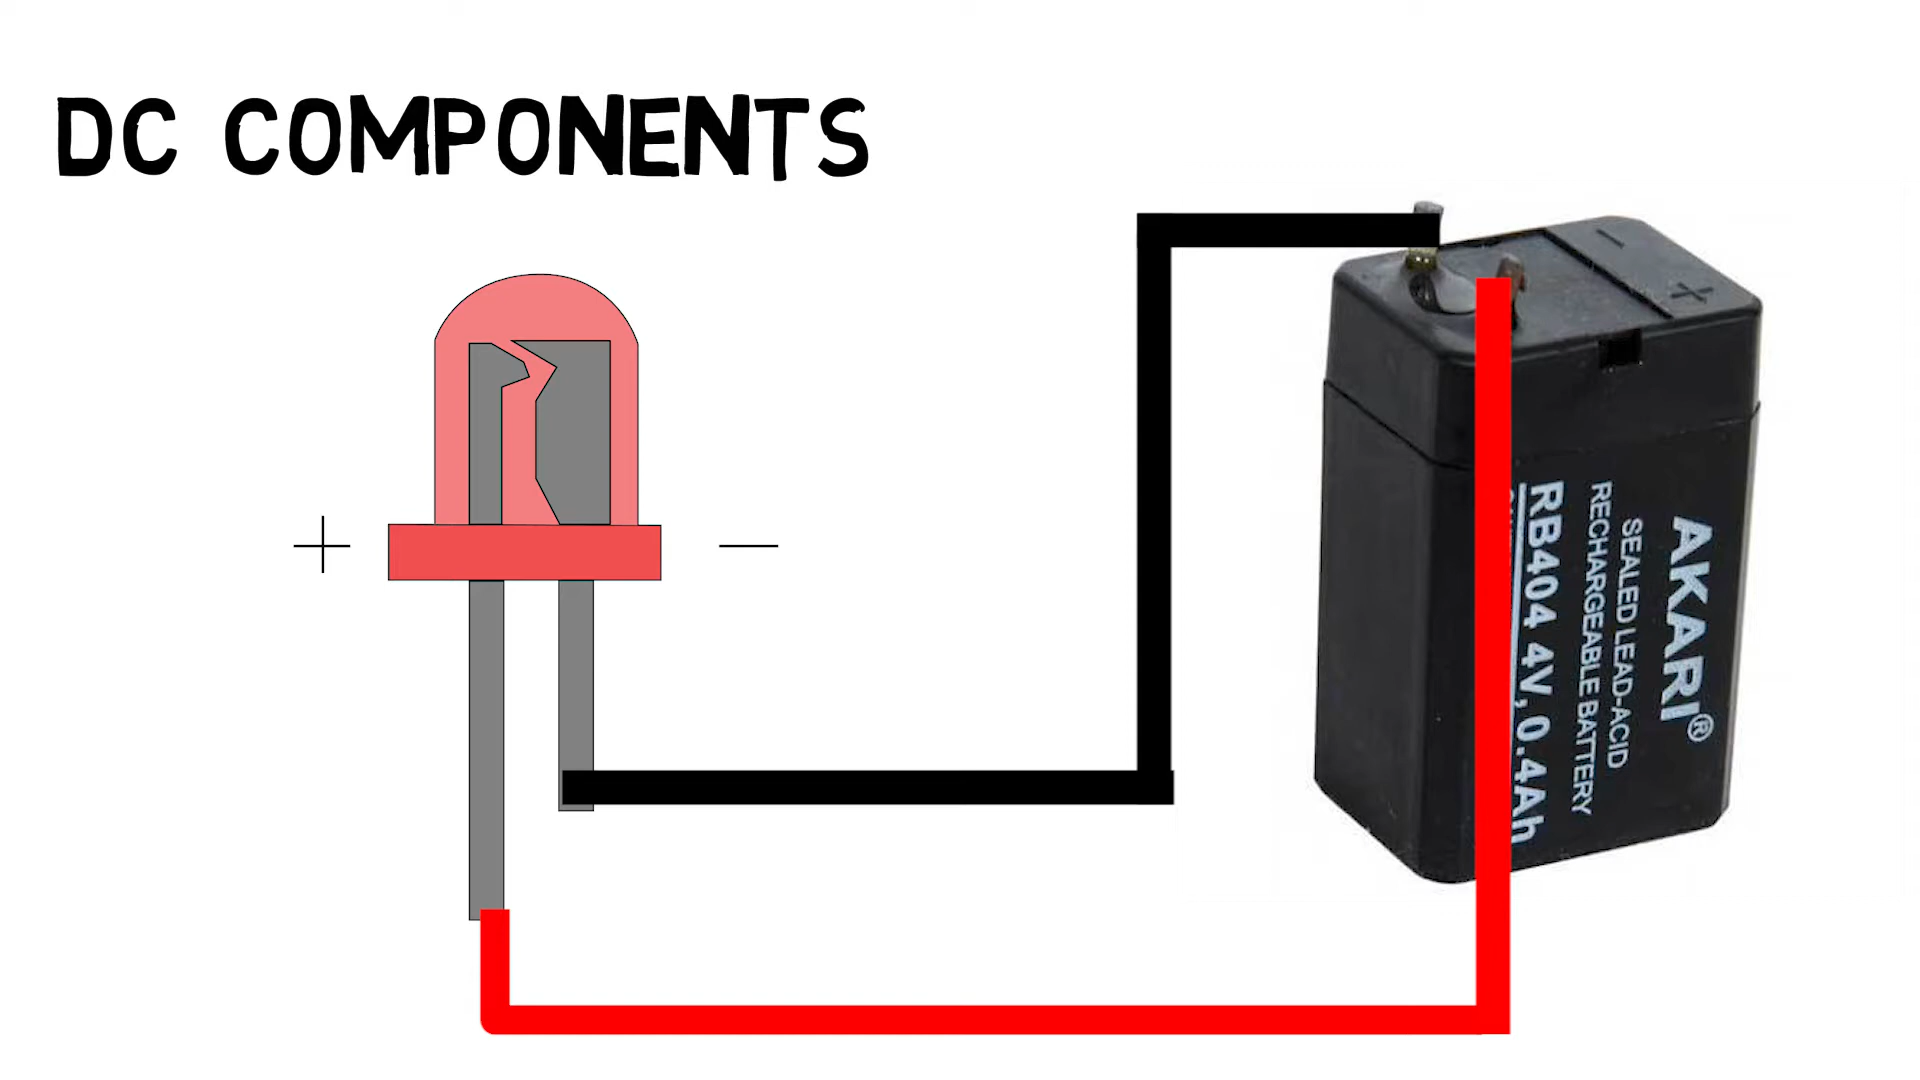 DC COMPONENTS
+
−
−
+
AKARI®
SEALED LEAD-ACID
RECHARGEABLE BATTERY
RB404 4V, 0.4Ah